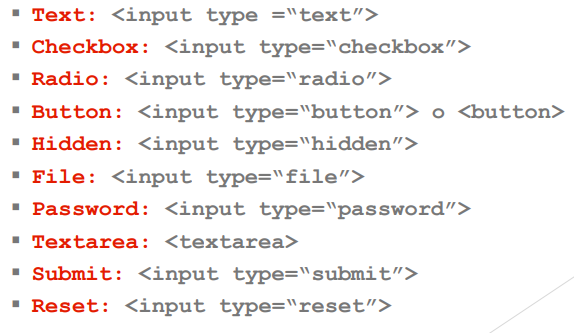 ▪ Text: <input type =“text”>
▪ Checkbox: <input type=“checkbox”>
▪ Radio: <input type=“radio”>
▪ Button: <input type=“button”> o <button>
▪ Hidden: <input type=“hidden”>
▪ File: <input type=“file”>
▪ Password: <input type=“password”>
▪ Textarea: <textarea>
▪ Submit: <input type=“submit”>
▪ Reset: <input type=“reset”>